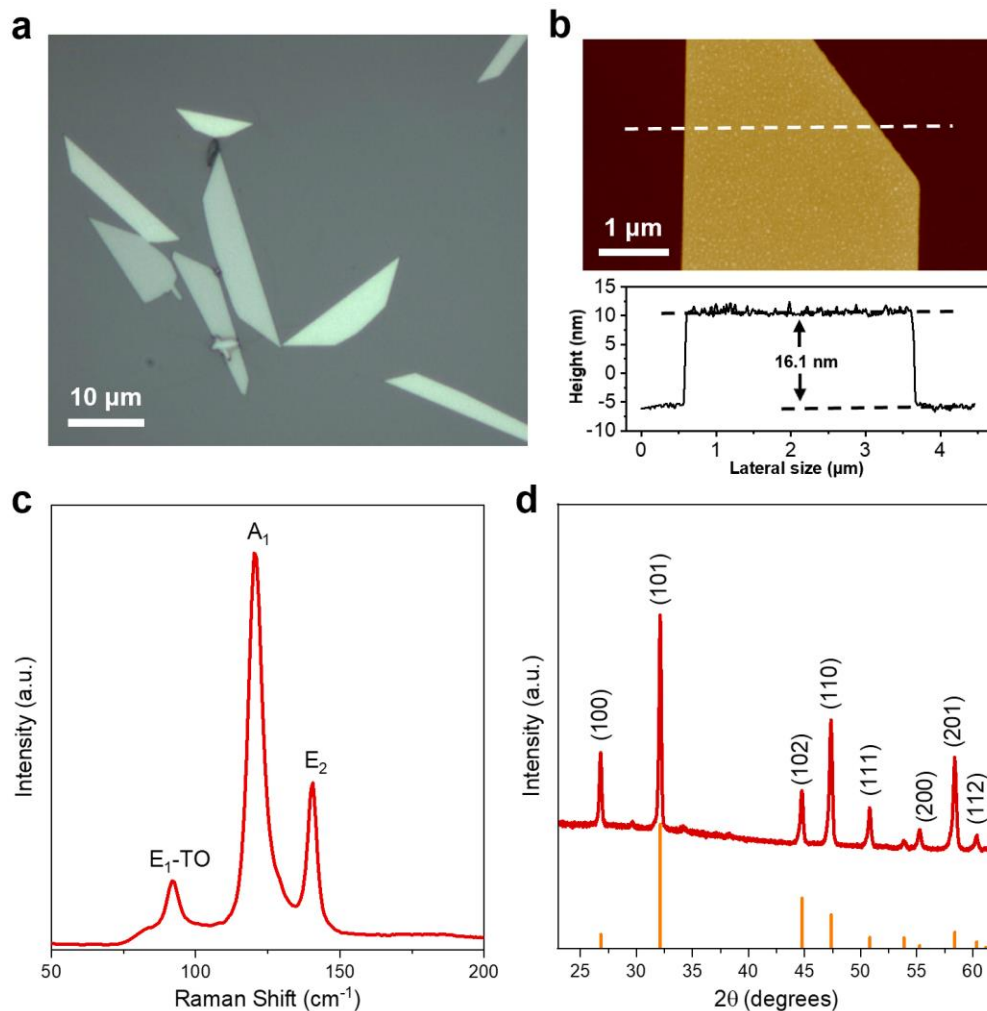 a
10 µm
b
1 µm
Height (nm)
15
10
5
0
-5
-10
16.1 nm
0 1 2 3 4
Lateral size (µm)
c
Intensity (a.u.)
E₁-TO
A₁
E₂
50 100 150 200
Raman Shift (cm⁻¹)
d
Intensity (a.u.)
(100)
(101)
(102)
(110)
(111)
(200)
(201)
(112)
25 30 35 40 45 50 55 60
2θ (degrees)